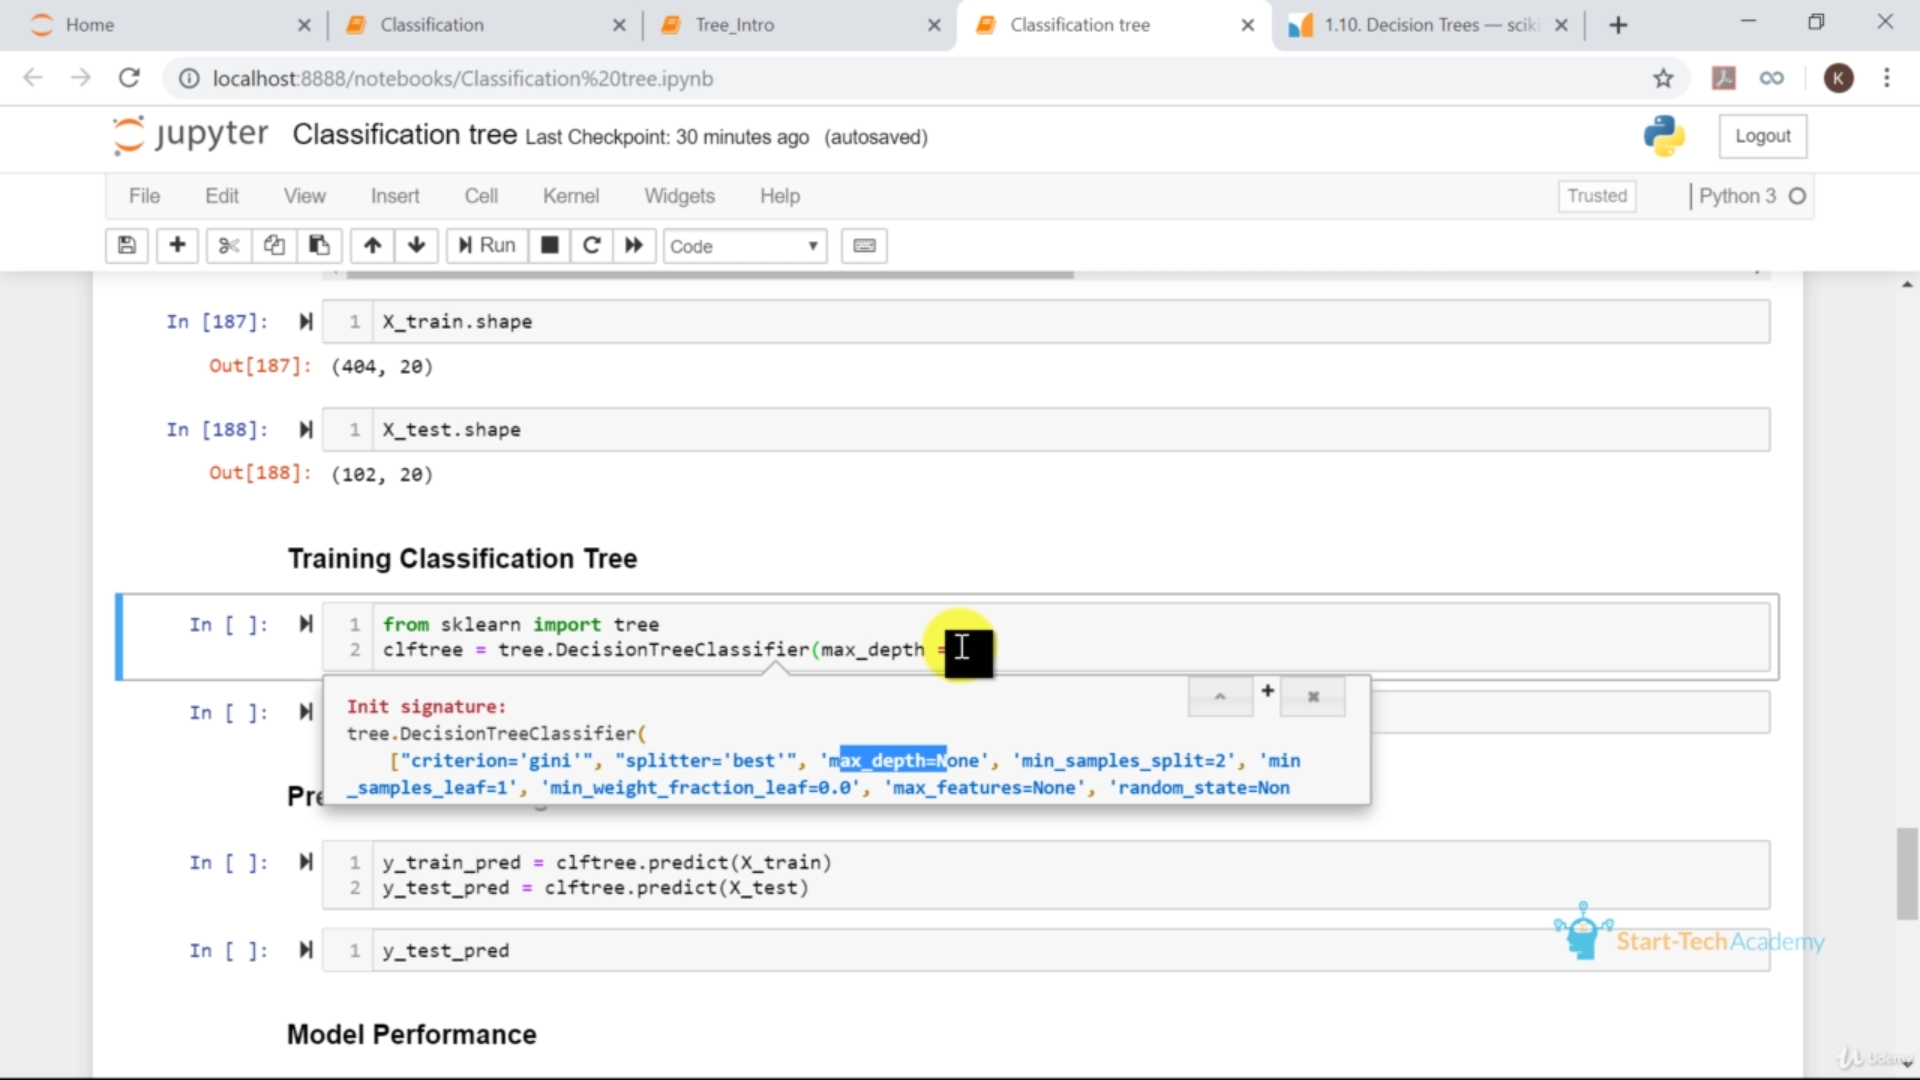 Home
Classification
Tree_Intro
Classification tree
1.10. Decision Trees — sciki
localhost:8888/notebooks/Classification%20tree.ipynb
K
jupyter Classification tree Last Checkpoint: 30 minutes ago (autosaved)
Logout
File Edit View Insert Cell Kernel Widgets Help
Trusted
Python 3
Run
Code
In [187]: 1 X_train.shape
Out[187]: (404, 20)
In [188]: 1 X_test.shape
Out[188]: (102, 20)
Training Classification Tree
In [ ]: 1 from sklearn import tree
2 clftree = tree.DecisionTreeClassifier(max_depth =
In [ ]:
Init signature:
tree.DecisionTreeClassifier(
["criterion='gini'", "splitter='best'", 'max_depth=None', 'min_samples_split=2', 'min
_samples_leaf=1', 'min_weight_fraction_leaf=0.0', 'max_features=None', 'random_state=Non
In [ ]: 1 y_train_pred = clftree.predict(X_train)
2 y_test_pred = clftree.predict(X_test)
In [ ]: 1 y_test_pred
Start-TechAcademy
Model Performance
Udemy